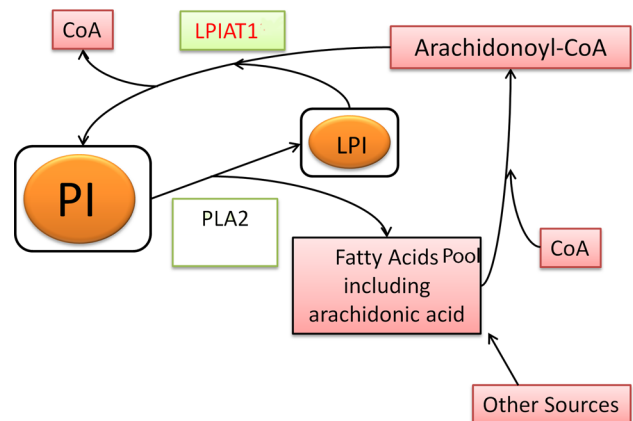 CoA
LPIAT1
Arachidonoyl-CoA
LPI
PI
PLA2
Fatty Acids Pool
including
arachidonic acid
CoA
Other Sources